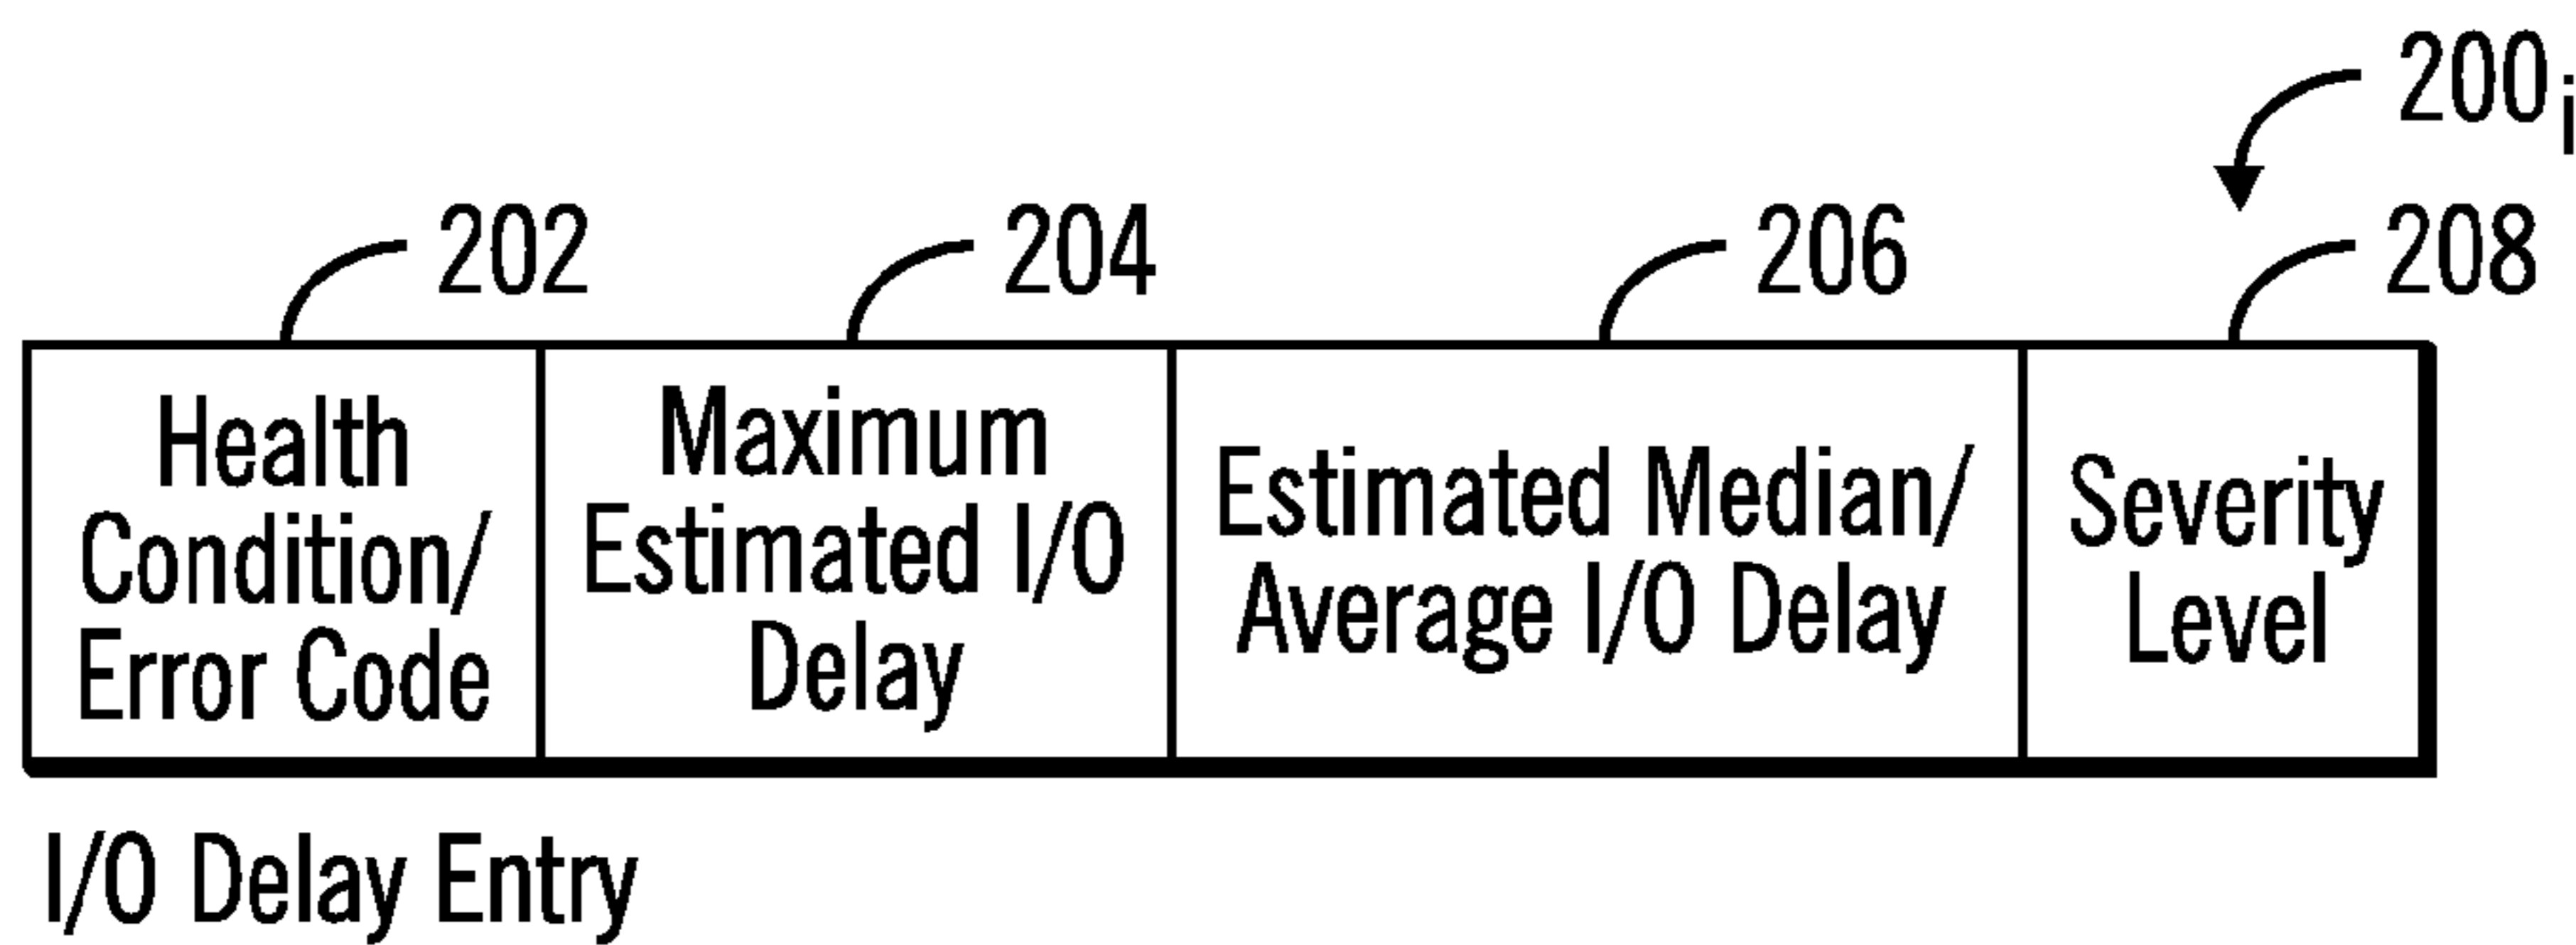 200i
202
204
206
208
Health
Condition/
Error Code
Maximum
Estimated I/O
Delay
Estimated Median/
Average I/O Delay
Severity
Level
I/O Delay Entry